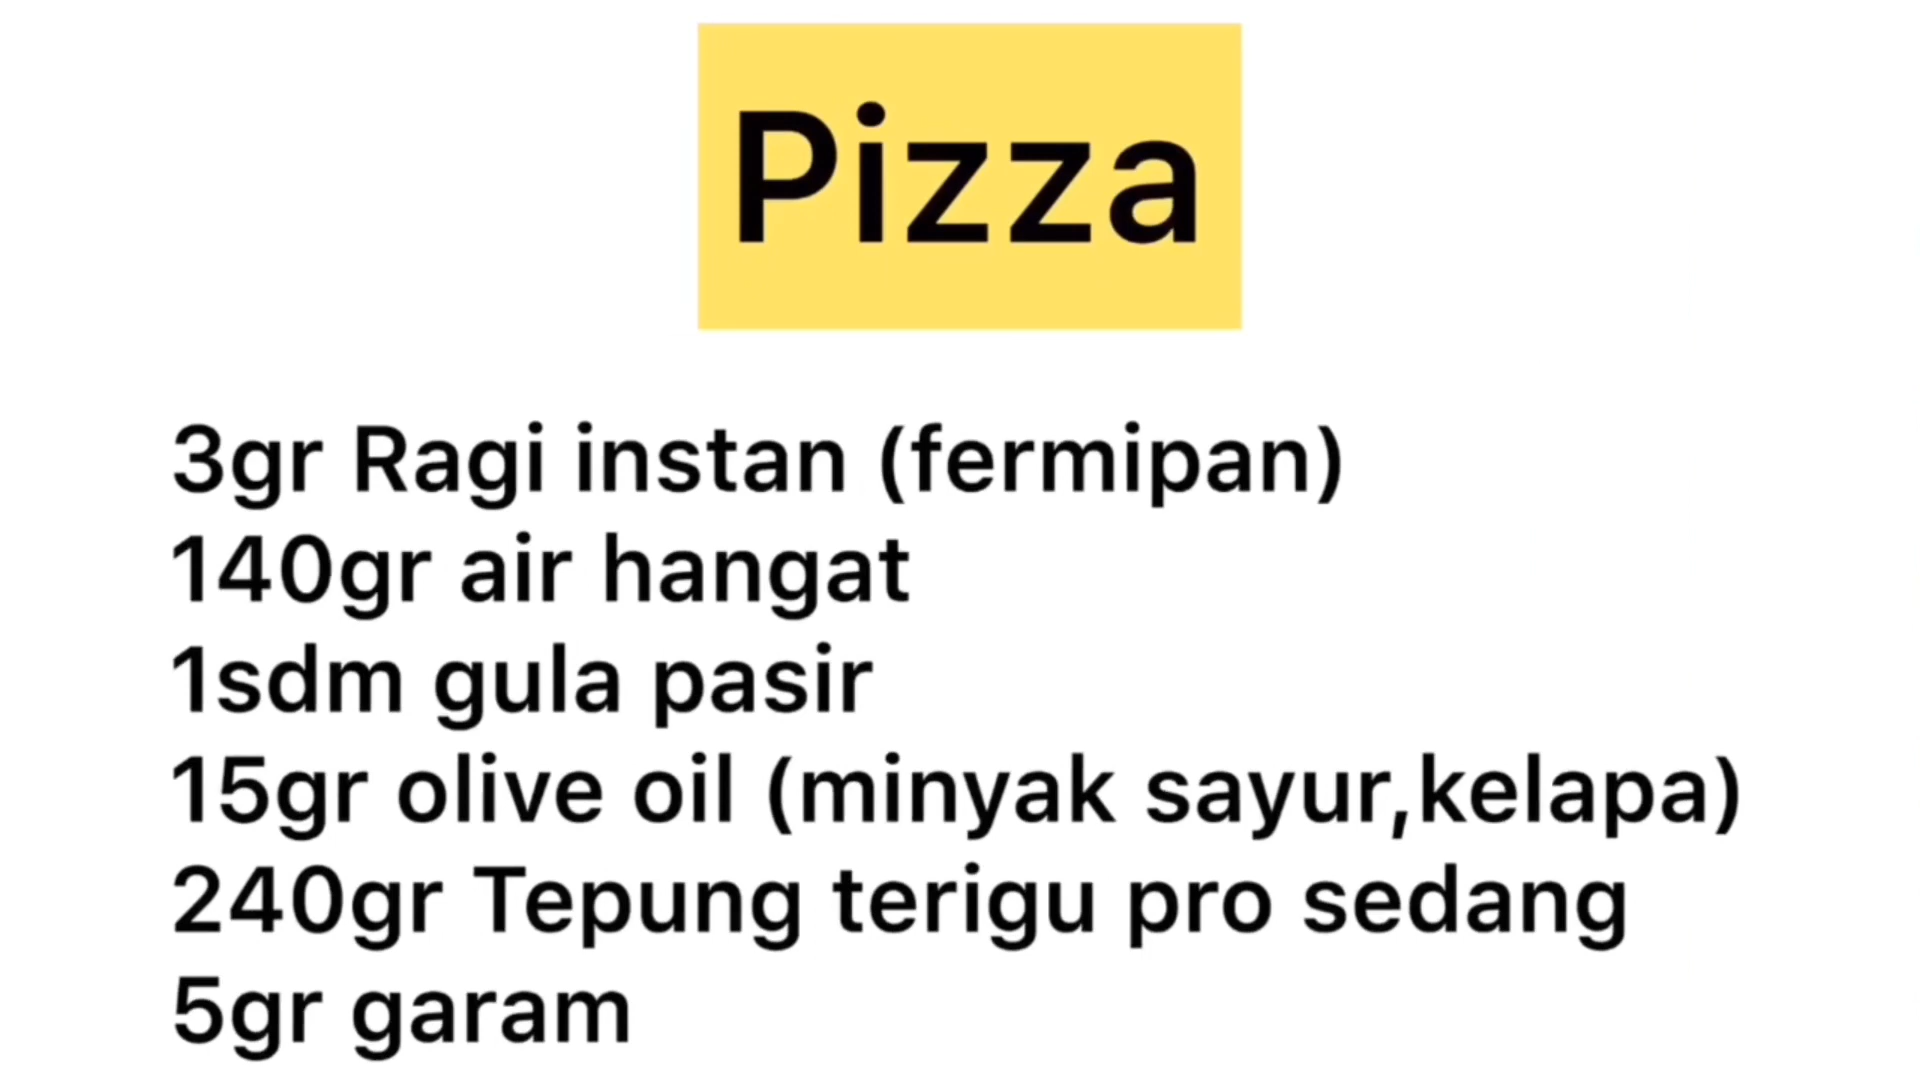 Pizza
3gr Ragi instan (fermipan)
140gr air hangat
1sdm gula pasir
15gr olive oil (minyak sayur,kelapa)
240gr Tepung terigu pro sedang
5gr garam